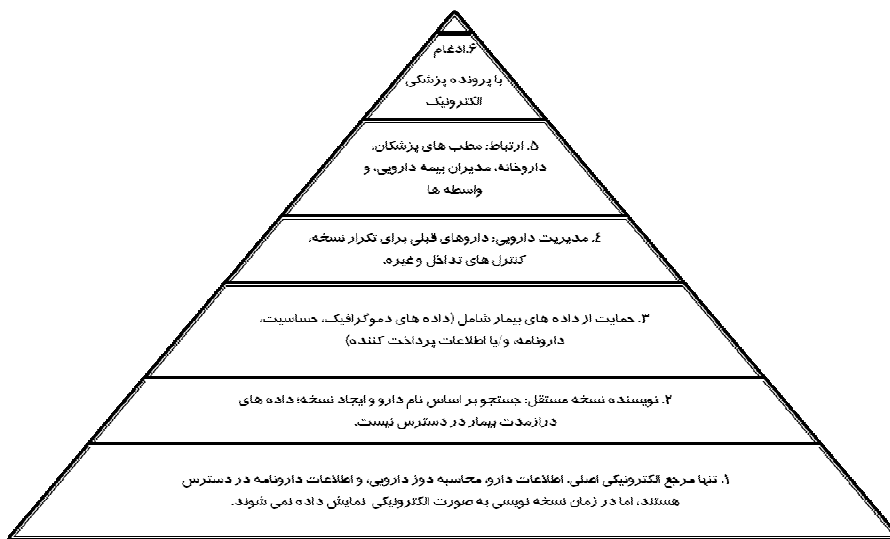 ۶.ادغام
با پرونده پزشکی
الکترونیک
۵. ارتباط: مطب های پزشکان،
داروخانه، مدیران بیمه دارویی، و
واسطه ها
٤. مدیریت دارویی: داروهای قبلی برای تکرار نسخه،
کنترل های تداخل و غیره.
۳. حمایت از داده های بیمار شامل (داده های دموگرافیک، حساسیت،
دارونامه، و/یا اطلاعات پرداخت کننده)
۲. نویسنده نسخه مستقل: جستجو بر اساس نام دارو و ایجاد نسخه؛ داده های
درازمدت بیمار در دسترس نیست.
۱. تنها مرجع الکترونیکی اصلی. اطلاعات دارو، محاسبه دوز دارویی، و اطلاعات دارونامه در دسترس
هستند، اما در زمان نسخه نویسی به صورت الکترونیکی نمایش داده نمی شوند.